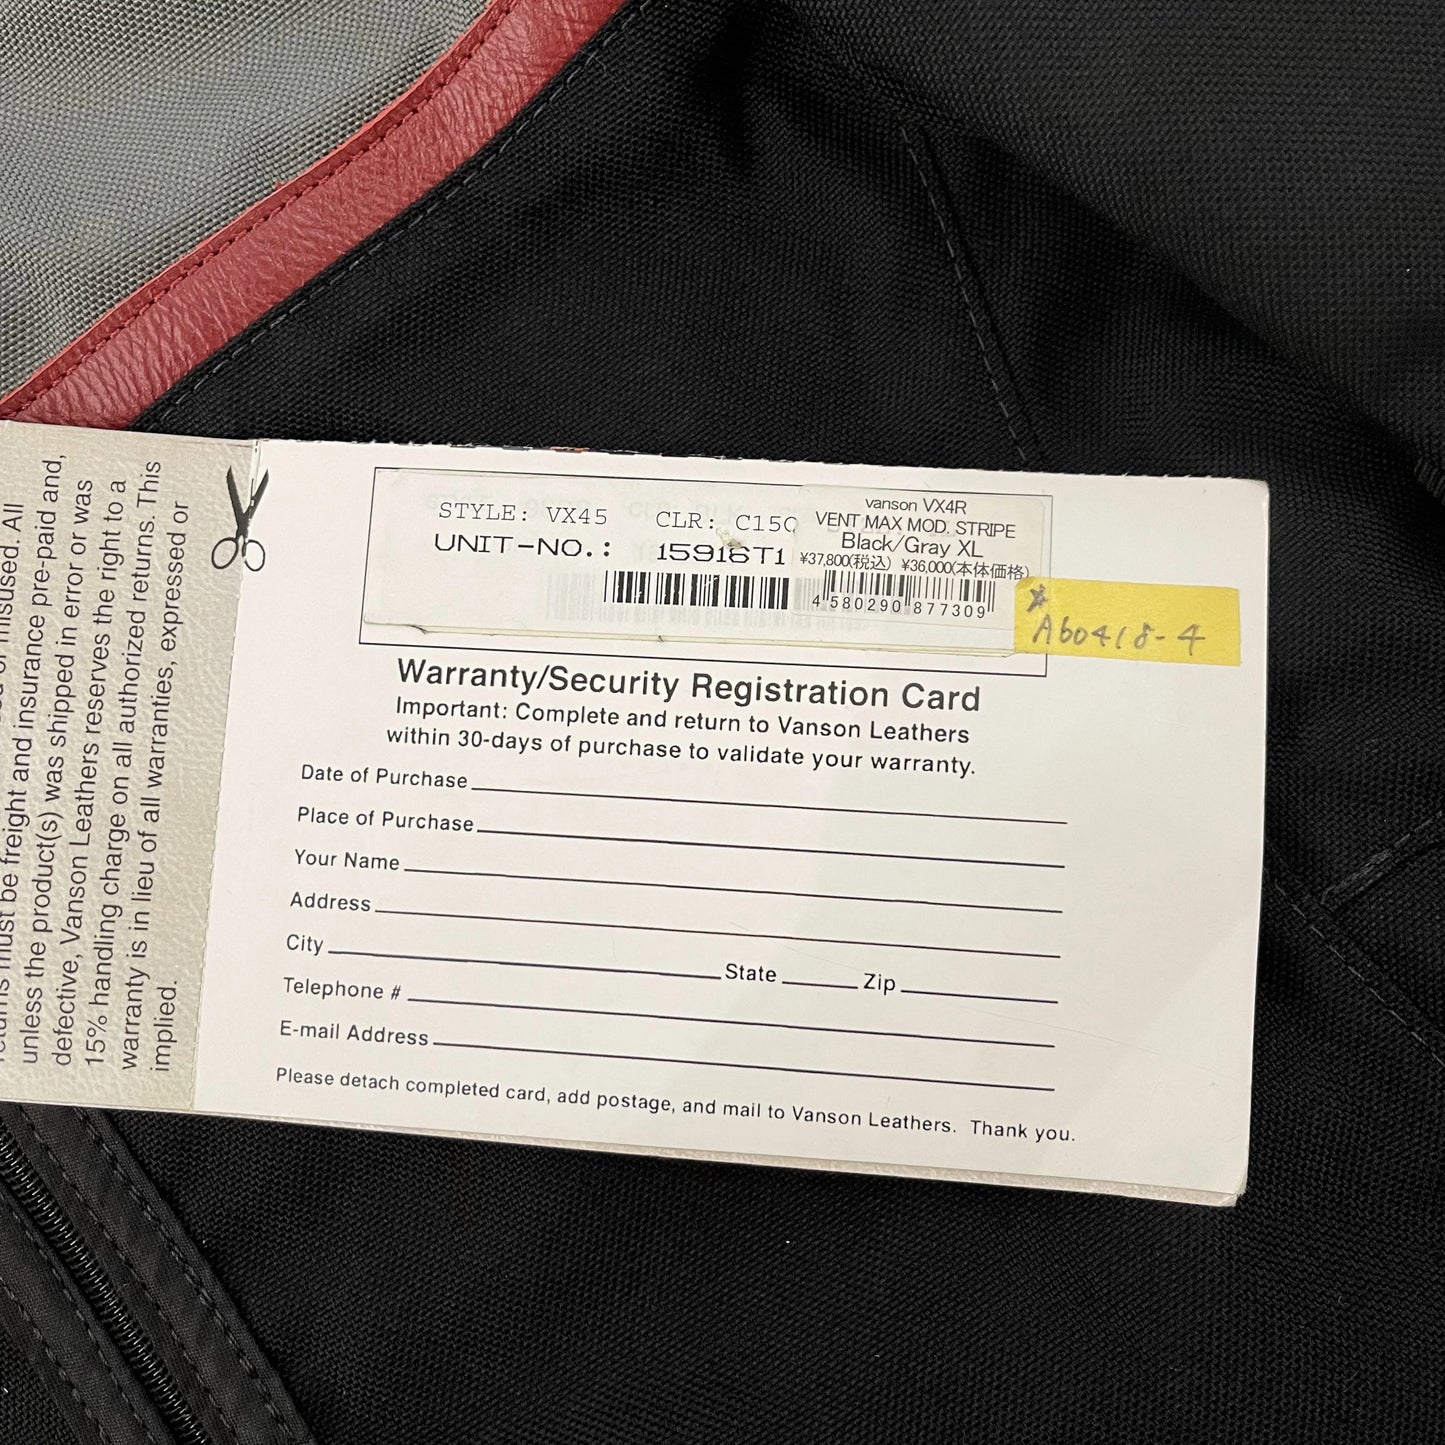 misused. All
returns must be freight and insurance pre-paid and,
unless the product(s) was shipped in error or was
defective, Vanson Leathers reserves the right to a
15% handling charge on all authorized returns. This
warranty is in lieu of all warranties, expressed or
implied.
STYLE: VX45 CLR: C15
UNIT-NO.: 15916T1
vanson VX4R
VENT MAX MOD. STRIPE
Black/Gray XL
¥37,800(税込) ¥36,000(本体価格)
4 580290 877309
A60418-4
Warranty/Security Registration Card
Important: Complete and return to Vanson Leathers
within 30-days of purchase to validate your warranty.
Date of Purchase
Place of Purchase
Your Name
Address
City State Zip
Telephone #
E-mail Address
Please detach completed card, add postage, and mail to Vanson Leathers. Thank you.